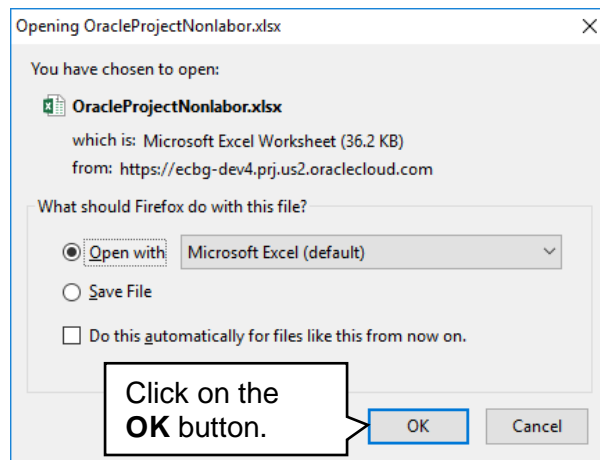 Opening OracleProjectNonlabor.xlsx
You have chosen to open:
OracleProjectNonlabor.xlsx
which is: Microsoft Excel Worksheet (36.2 KB)
from: https://ecbg-dev4.prj.us2.oraclecloud.com
What should Firefox do with this file?
Open with Microsoft Excel (default)
Save File
Do this automatically for files like this from now on.
Click on the
OK button.
OK Cancel